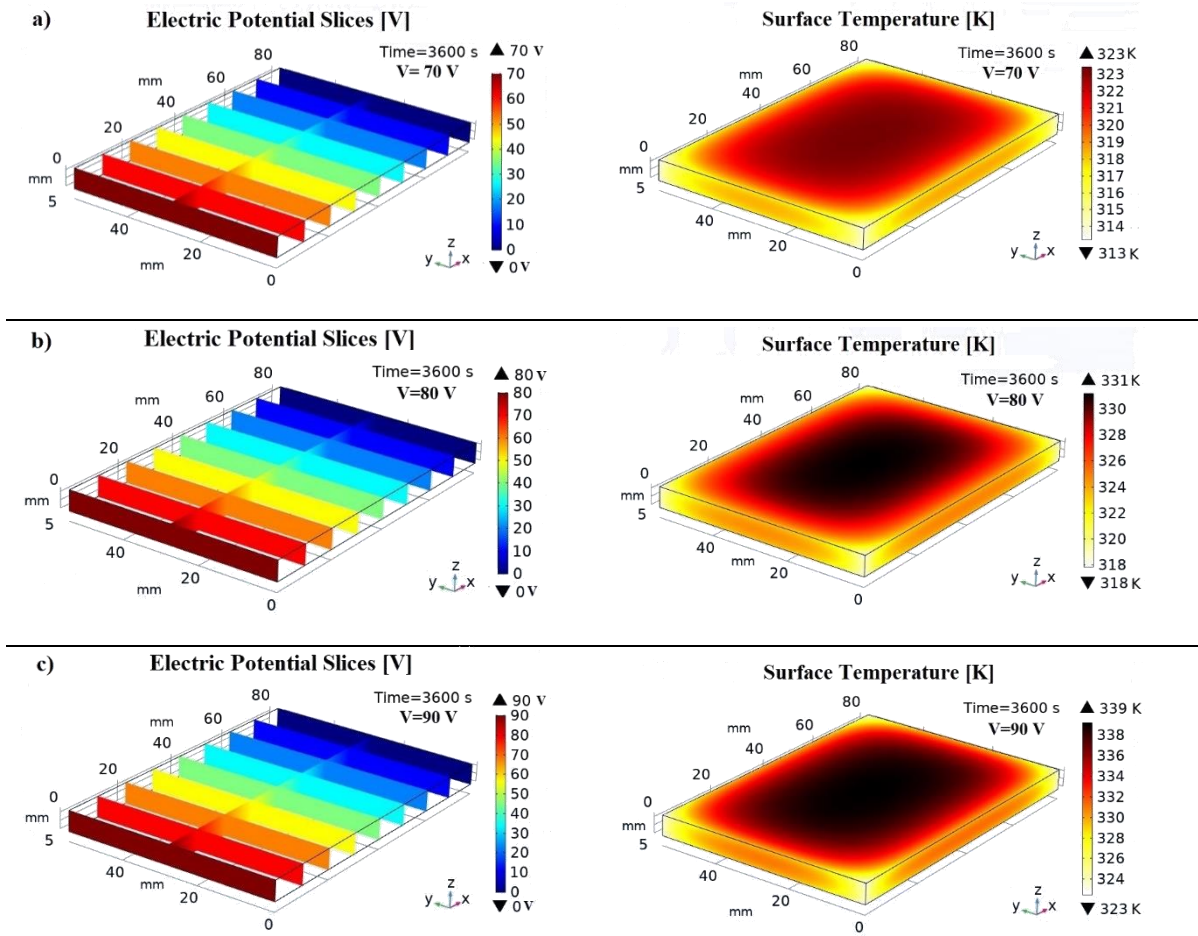 a)
Electric Potential Slices [V]
Time=3600 s
V= 70 V
▲ 70 V
70
60
50
40
30
20
10
0
▼ 0 V
80
60
mm
40
20
0
mm
5
40
20
mm
0
z
y
x
Surface Temperature [K]
Time=3600 s
V=70 V
▲ 323 K
323
322
321
320
319
318
317
316
315
314
▼ 313 K
80
60
mm
40
20
0
mm
5
40
20
mm
0
z
y
x
b)
Electric Potential Slices [V]
Time=3600 s
V=80 V
▲ 80 V
80
70
60
50
40
30
20
10
0
▼ 0 V
80
60
mm
40
20
0
mm
5
40
20
mm
0
z
y
x
Surface Temperature [K]
Time=3600 s
V=80 V
▲ 331 K
330
328
326
324
322
320
318
▼ 318 K
80
60
mm
40
20
0
mm
5
40
20
mm
0
z
y
x
c)
Electric Potential Slices [V]
Time=3600 s
V=90 V
▲ 90 V
90
80
70
60
50
40
30
20
10
0
▼ 0 V
80
60
mm
40
20
0
mm
5
40
20
mm
0
z
y
x
Surface Temperature [K]
Time=3600 s
V=90 V
▲ 339 K
338
336
334
332
330
328
326
324
▼ 323 K
80
60
mm
40
20
0
mm
5
40
20
mm
0
z
y
x